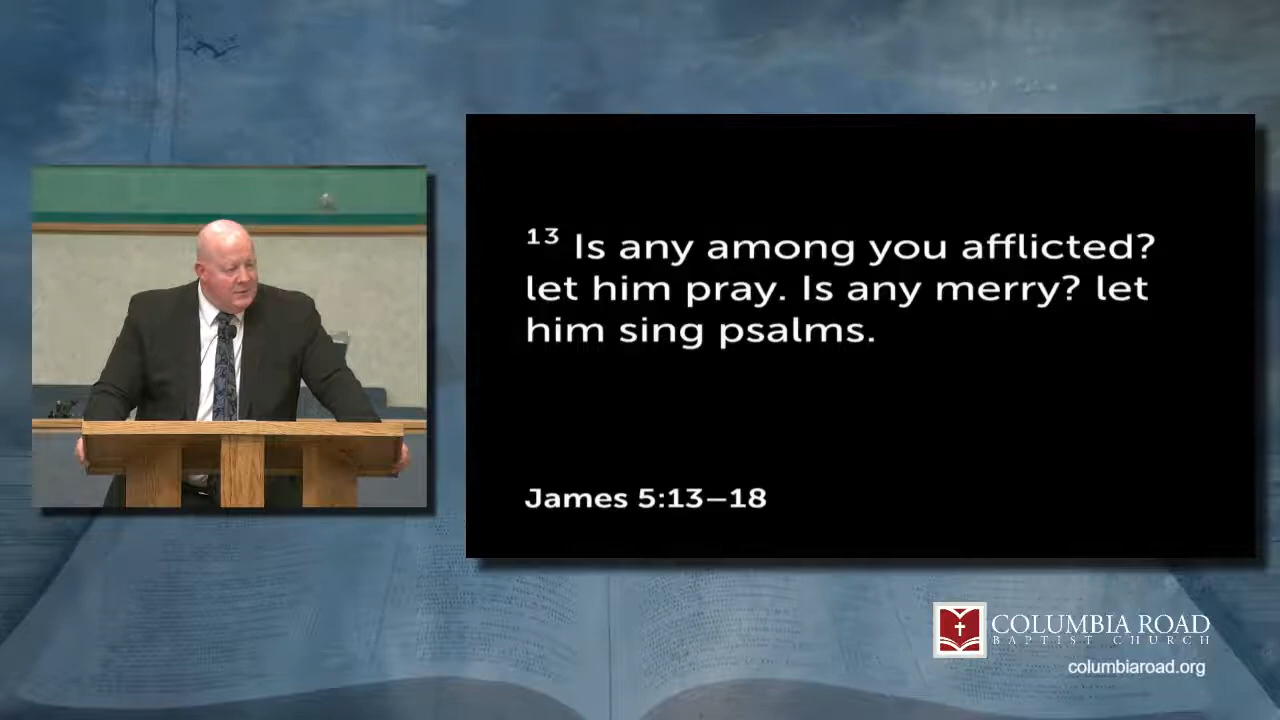 ¹³ Is any among you afflicted?
let him pray. Is any merry? let
him sing psalms.
James 5:13–18
COLUMBIA ROAD
BAPTIST CHURCH
columbiaroad.org